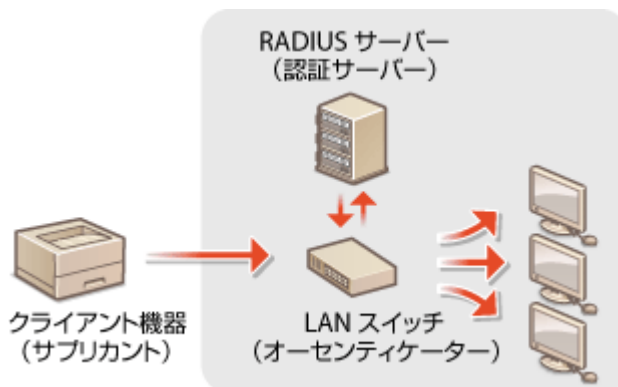 RADIUS サーバー
（認証サーバー）
クライアント機器
（サプリカント）
LAN スイッチ
（オーセンティケーター）